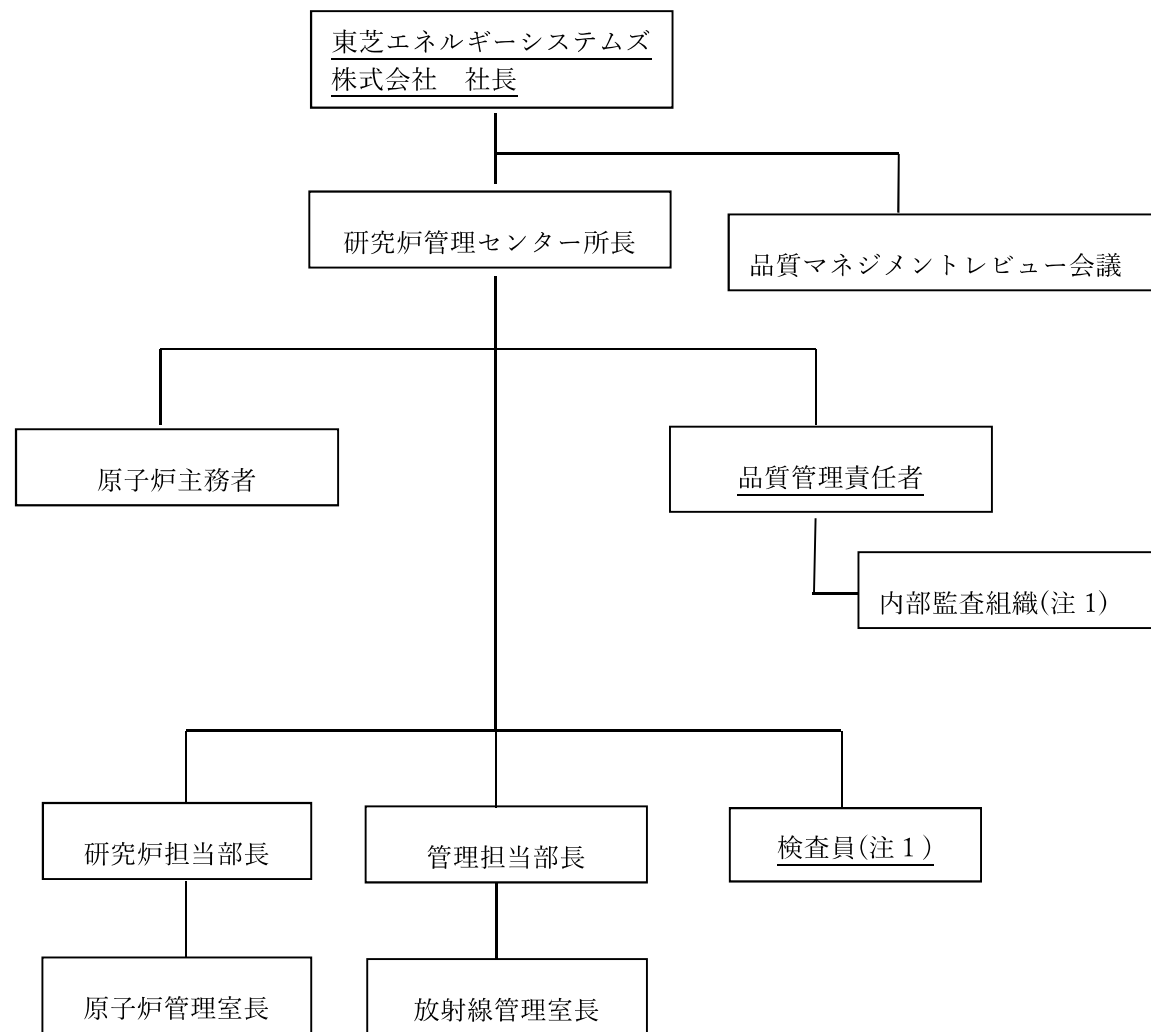 東芝エネルギーシステムズ
株式会社　社長
研究炉管理センター所長
品質マネジメントレビュー会議
原子炉主務者
品質管理責任者
内部監査組織(注 1)
研究炉担当部長
管理担当部長
検査員(注１)
原子炉管理室長
放射線管理室長